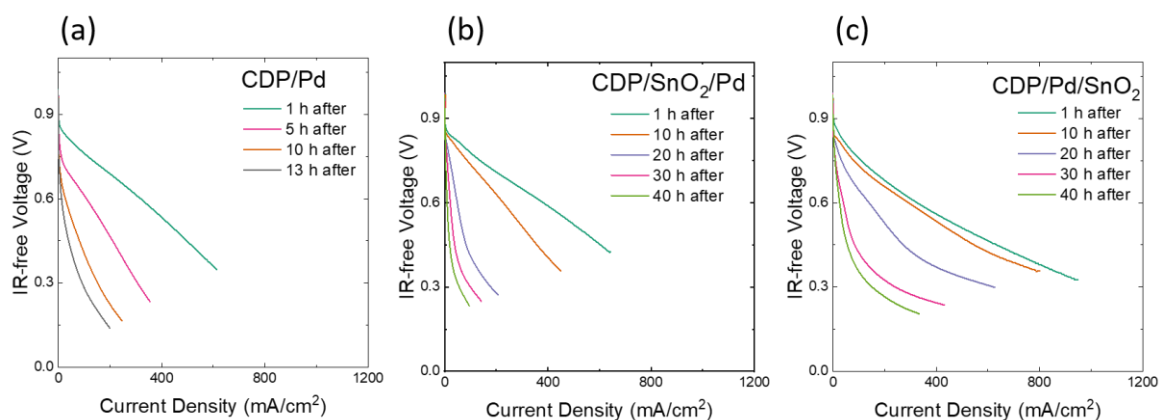 (a)
CDP/Pd
1 h after
5 h after
10 h after
13 h after
IR-free Voltage (V)
0.9
0.6
0.3
0.0
0 400 800 1200
Current Density (mA/cm²)
(b)
CDP/SnO₂/Pd
1 h after
10 h after
20 h after
30 h after
40 h after
IR-free Voltage (V)
0.9
0.6
0.3
0.0
0 400 800 1200
Current Density (mA/cm²)
(c)
CDP/Pd/SnO₂
1 h after
10 h after
20 h after
30 h after
40 h after
IR-free Voltage (V)
0.9
0.6
0.3
0.0
0 400 800 1200
Current Density (mA/cm²)